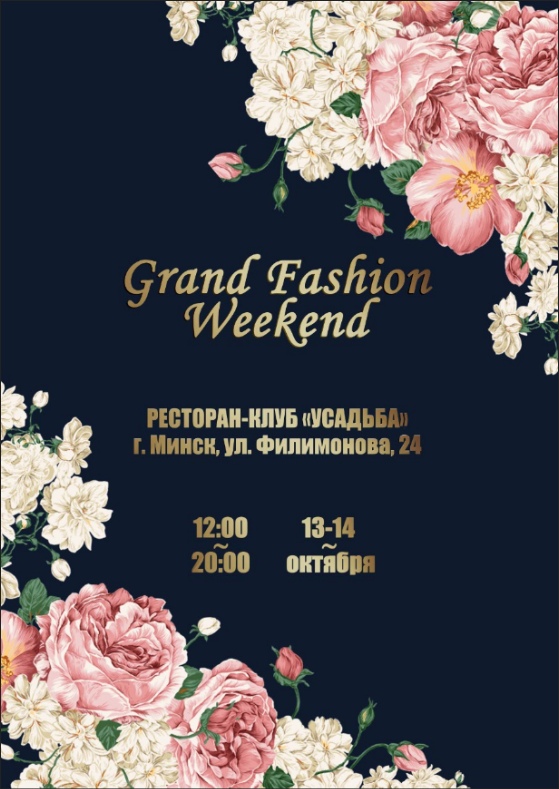 Grand Fashion
Weekend
РЕСТОРАН-КЛУБ «УСАДЬБА»
г. Минск, ул. Филимонова, 24
12:00 13-14
~ ~
20:00 октября